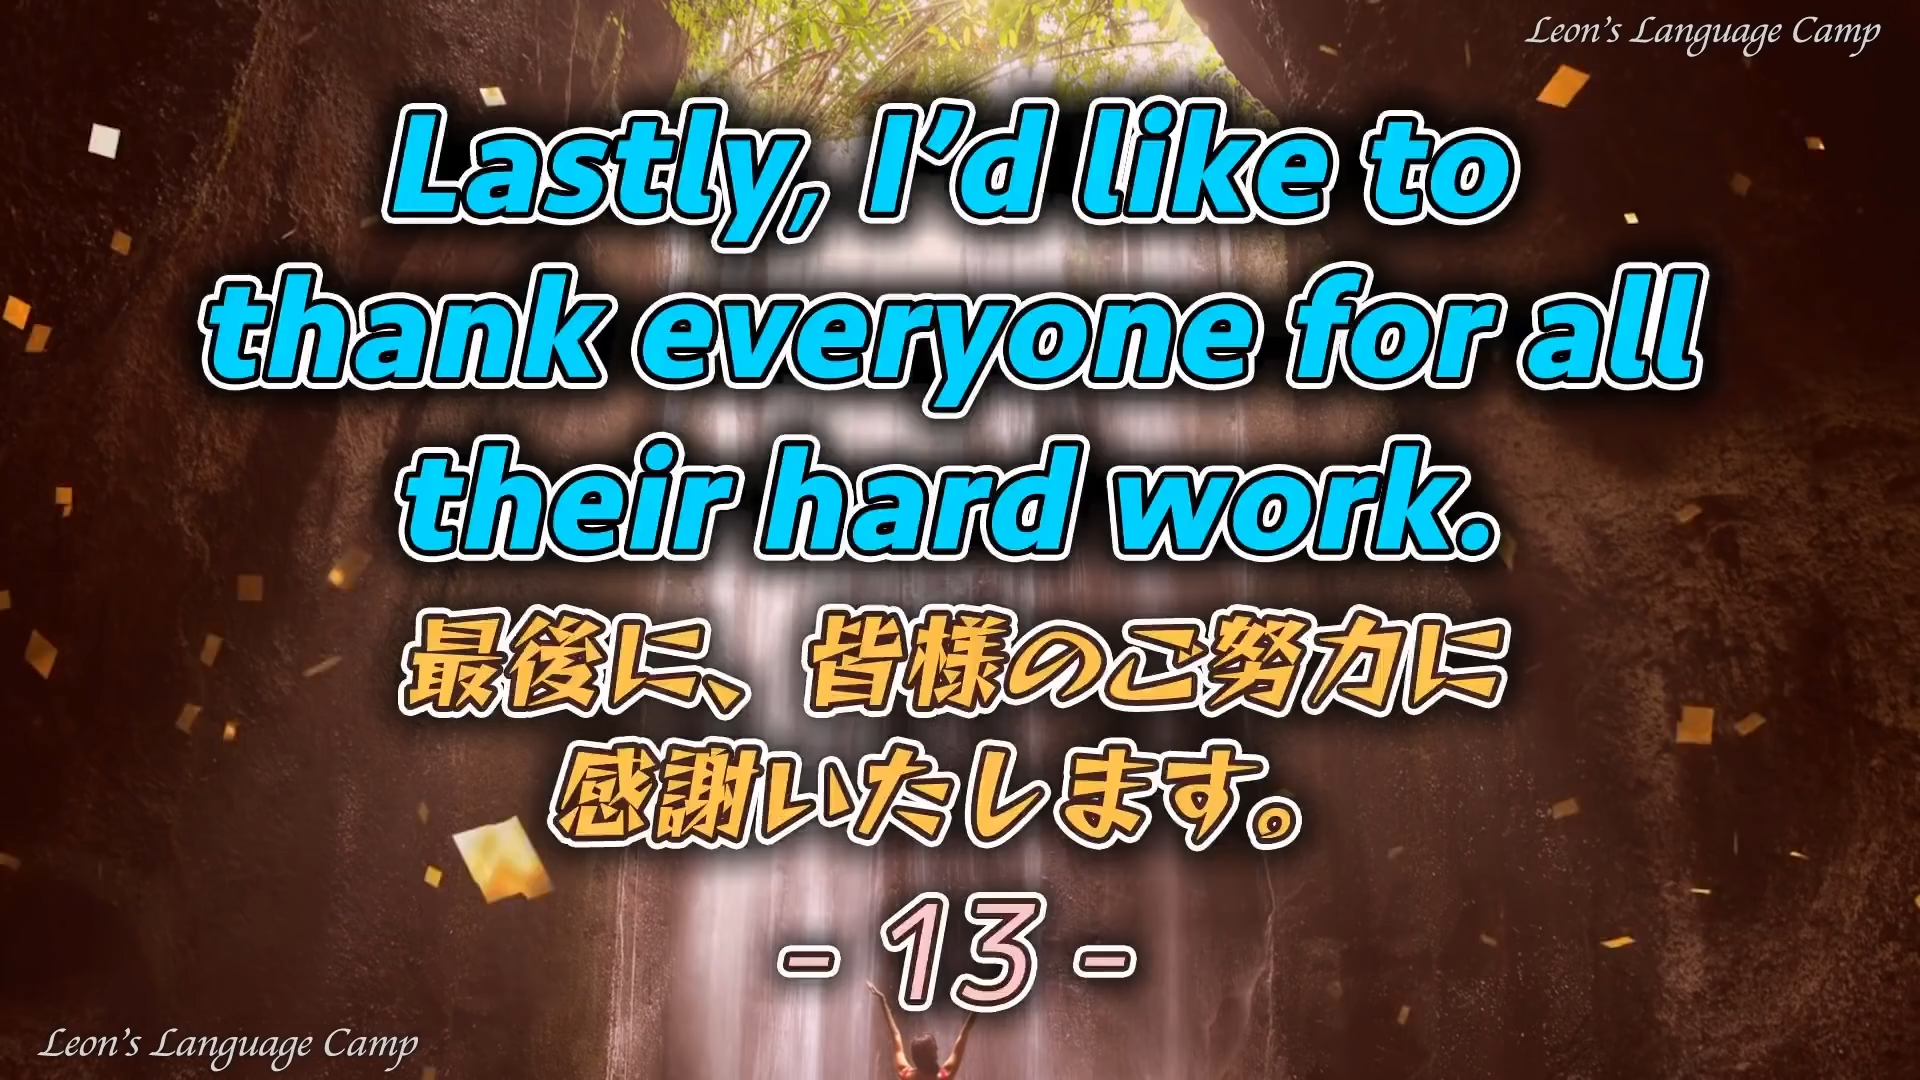 Leon’s Language Camp
Lastly, I’d like to
thank everyone for all
their hard work.
最後に、皆様のご努力に
感謝いたします。
- 13 -
Leon’s Language Camp